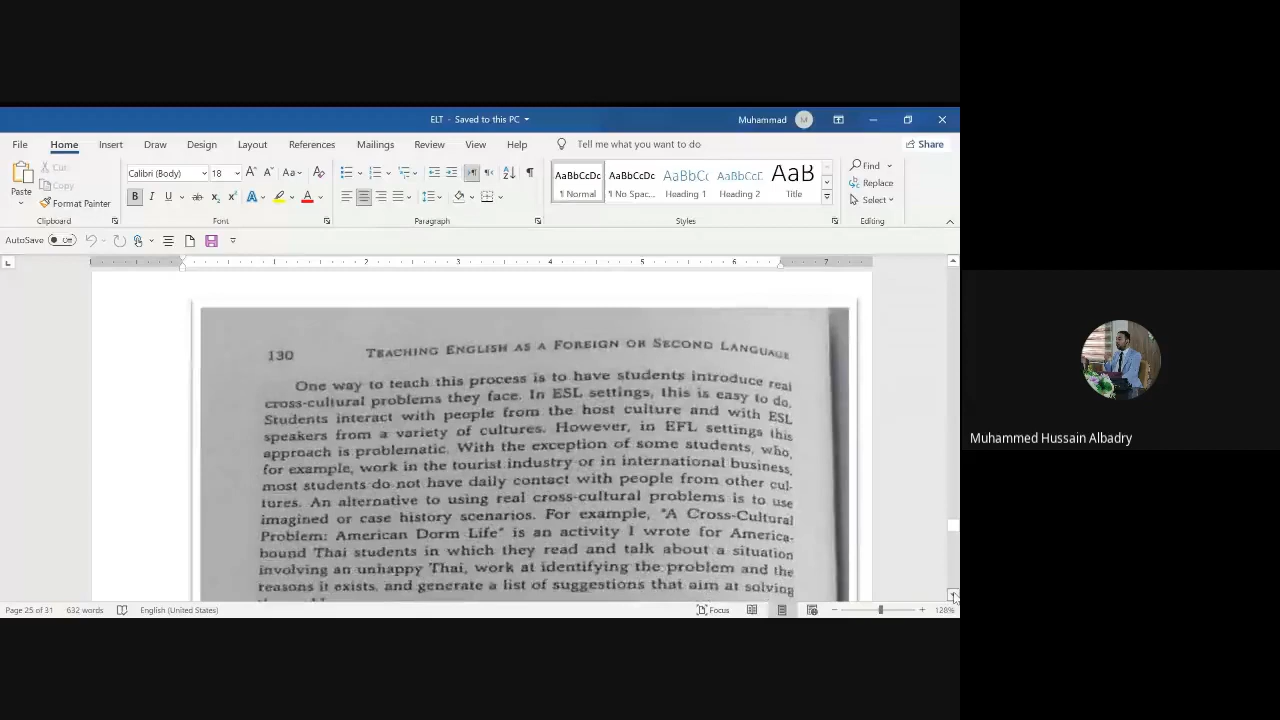 ELT - Saved to this PC
Muhammad
M
File Home Insert Draw Design Layout References Mailings Review View Help Tell me what you want to do Share
Paste
Cut
Copy
Format Painter
Clipboard
Calibri (Body) 18
Font
Paragraph
AaBbCcDc AaBbCcDc AaBbCc AaBbCcE AaB
¶ Normal ¶ No Spac... Heading 1 Heading 2 Title
Styles
Find
Replace
Select
Editing
AutoSave Off
2 3 4 5 6 7
130 TEACHING ENGLISH AS A FOREIGN OR SECOND LANGUAGE
One way to teach this process is to have students introduce real
cross-cultural problems they face. In ESL settings, this is easy to do.
Students interact with people from the host culture and with ESL
speakers from a variety of cultures. However, in EFL settings this
approach is problematic. With the exception of some students, who,
for example, work in the tourist industry or in international business,
most students do not have daily contact with people from other cul-
tures. An alternative to using real cross-cultural problems is to use
imagined or case history scenarios. For example, "A Cross-Cultural
Problem: American Dorm Life" is an activity I wrote for America-
bound Thai students in which they read and talk about a situation
involving an unhappy Thai, work at identifying the problem and the
reasons it exists, and generate a list of suggestions that aim at solving
Page 25 of 31 632 words English (United States) Focus 128%
Muhammed Hussain Albadry